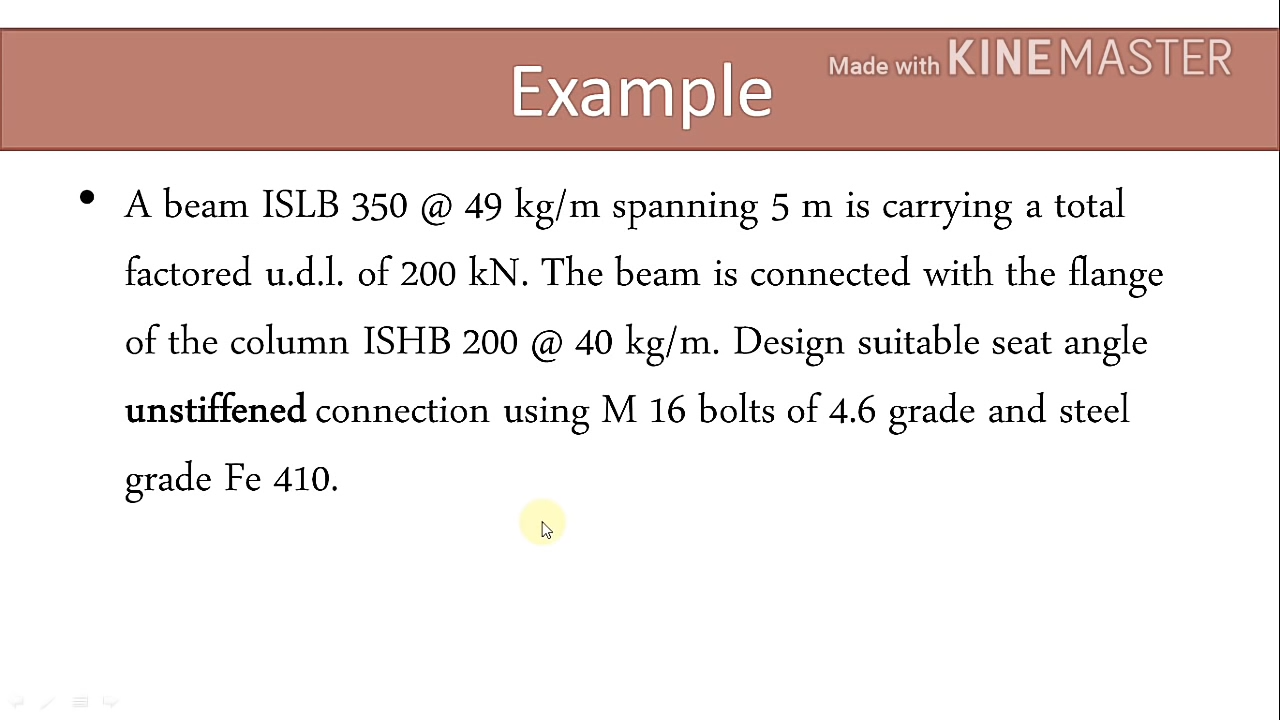 Made with KINEMASTER
Example
• A beam ISLB 350 @ 49 kg/m spanning 5 m is carrying a total
factored u.d.l. of 200 kN. The beam is connected with the flange
of the column ISHB 200 @ 40 kg/m. Design suitable seat angle
unstiffened connection using M 16 bolts of 4.6 grade and steel
grade Fe 410.